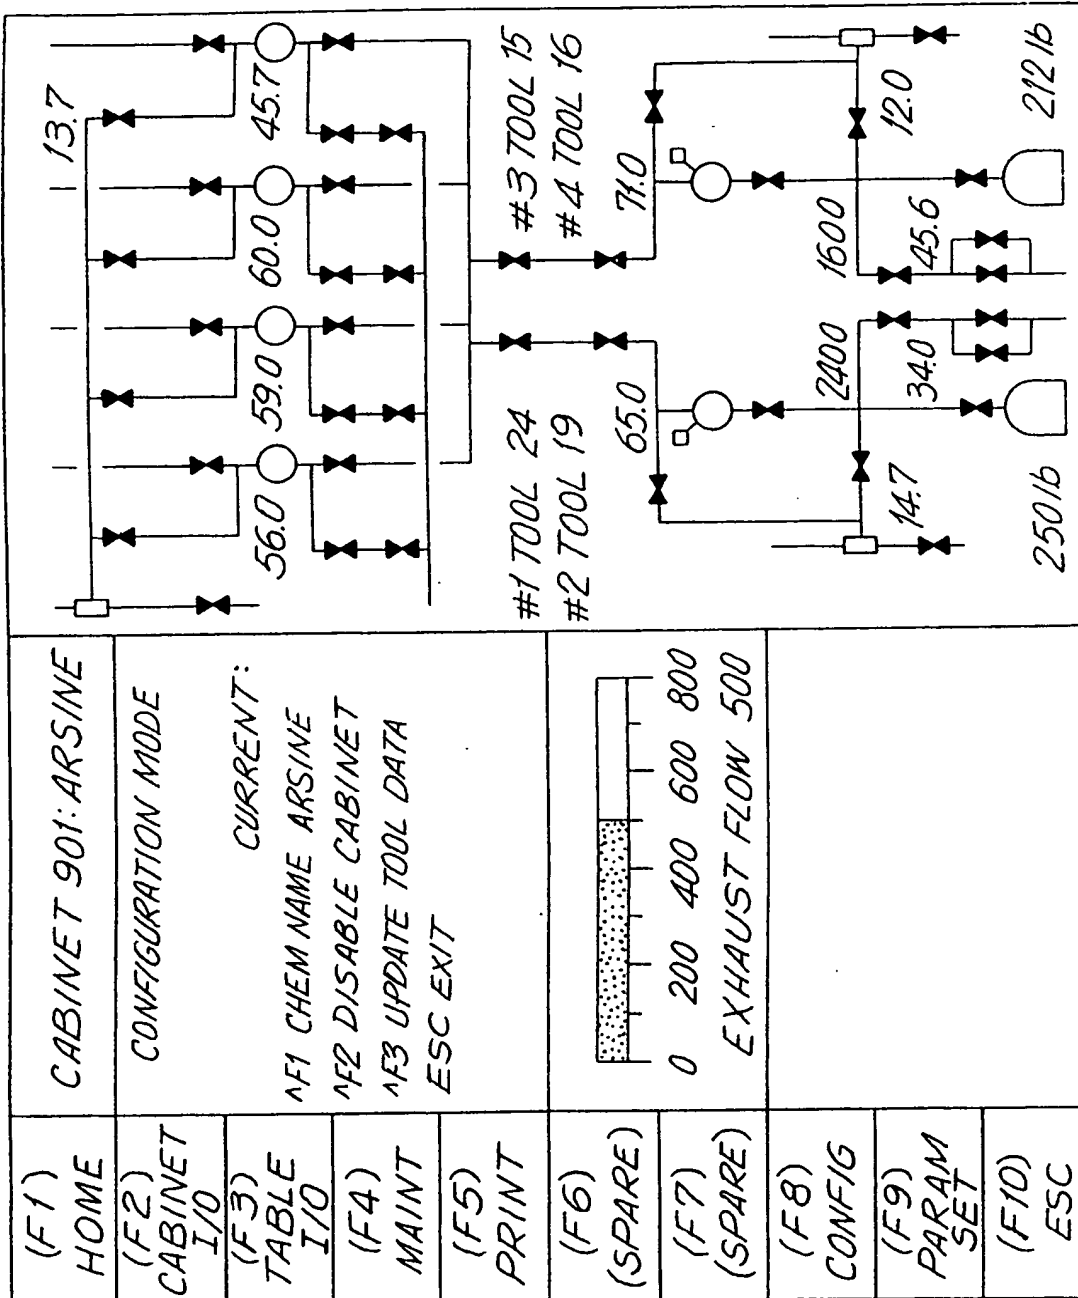 (F1)
HOME
(F2)
CABINET
I/O
(F3)
TABLE
I/O
(F4)
MAINT
(F5)
PRINT
(F6)
(SPARE)
(F7)
(SPARE)
(F8)
CONFIG
(F9)
PARAM
SET
(F10)
ESC
CABINET 901: ARSINE
CONFIGURATION MODE
CURRENT:
^F1 CHEM NAME ARSINE
^F2 DISABLE CABINET
^F3 UPDATE TOOL DATA
ESC EXIT
0 200 400 600 800
EXHAUST FLOW 500
13.7
56.0
59.0
60.0
45.7
#1 TOOL 24
#2 TOOL 19
#3 TOOL 15
#4 TOOL 16
65.0
71.0
2400
1600
14.7
34.0
45.6
12.0
250 lb
212 lb